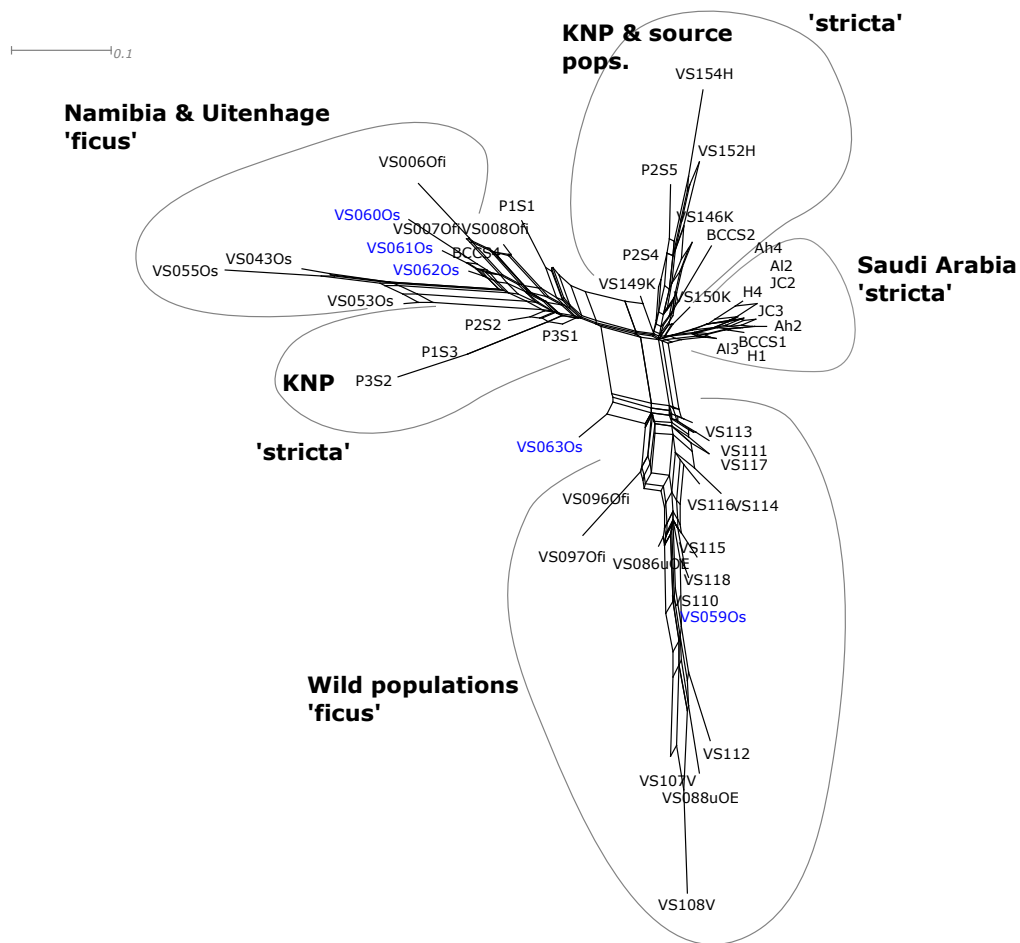 'stricta'
KNP & source
pops.
0.1
VS154H
Namibia & Uitenhage
'ficus'
VS152H
VS006Ofi
P2S5
P1S1
VS060Os
VS146K
VS007Ofi
VS008Ofi
BCCS2
VS061Os
BCCS4
Ah4
P2S4
VS043Os
VS055Os
VS062Os
Al2
Saudi Arabia
'stricta'
VS149K
JC2
H4
VS150K
VS053Os
JC3
P2S2
Ah2
P3S1
BCCS1
P1S3
Al3
H1
P3S2
KNP
VS113
VS063Os
'stricta'
VS111
VS117
VS096Ofi
VS116
VS114
VS097Ofi
VS115
VS086uOE
VS118
VS110
VS059Os
Wild populations
'ficus'
VS112
VS107V
VS088uOE
VS108V